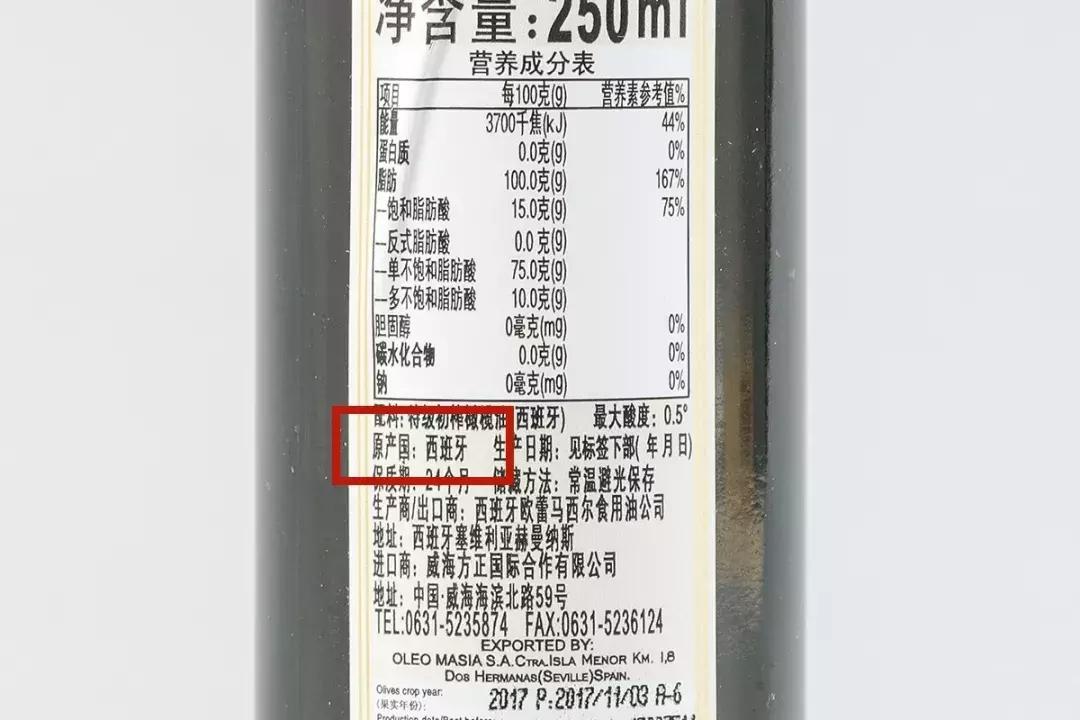 净含量:250ml
营养成分表
项目 每100克(g) 营养素参考值%
能量 3700千焦(kJ) 44%
蛋白质 0.0克(g) 0%
脂肪 100.0克(g) 167%
—饱和脂肪酸 15.0克(g) 75%
—反式脂肪酸 0.0 克(g)
—单不饱和脂肪酸 75.0克(g)
—多不饱和脂肪酸 10.0克(g)
胆固醇 0毫克(mg) 0%
碳水化合物 0.0克(g) 0%
钠 0毫克(mg) 0%
配料: 特级初榨橄榄油(西班牙) 最大酸度: 0.5°
原产国: 西班牙 生产日期: 见标签下部( 年 月 日)
保质期: 24个月 储藏方法: 常温避光保存
生产商/出口商: 西班牙欧蕾马西尔食用油公司
地址: 西班牙塞维利亚赫曼纳斯
进口商: 威海方正国际合作有限公司
地址: 中国·威海海滨北路59号
TEL:0631-5235874 FAX:0631-5236124
EXPORTED BY:
OLEO MASIA S.A. CTRA. ISLA MENOR KM. 1,8
DOS HERMANAS(SEVILLE)SPAIN.
Olives crop year:
(果实年份): 2017 P:2017/11/03 A-6